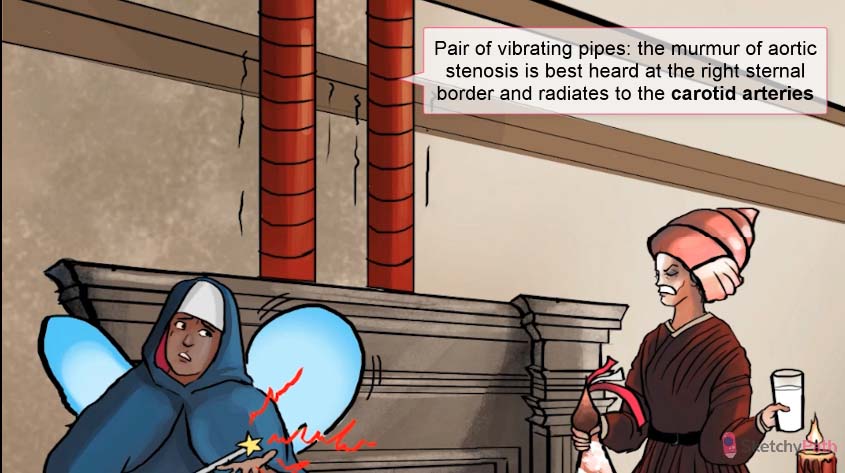 Pair of vibrating pipes: the murmur of aortic
stenosis is best heard at the right sternal
border and radiates to the carotid arteries
SketchyPath